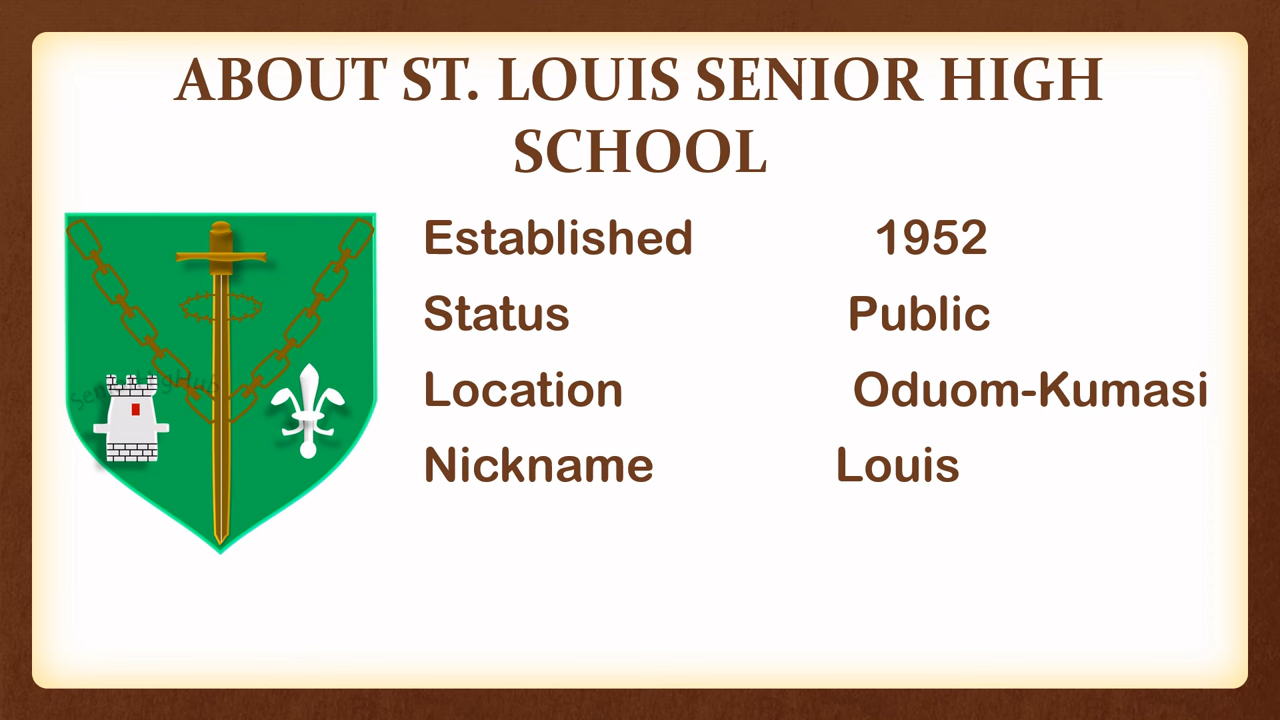 ABOUT ST. LOUIS SENIOR HIGH
SCHOOL
Established 1952
Status Public
Location Oduom-Kumasi
Nickname Louis